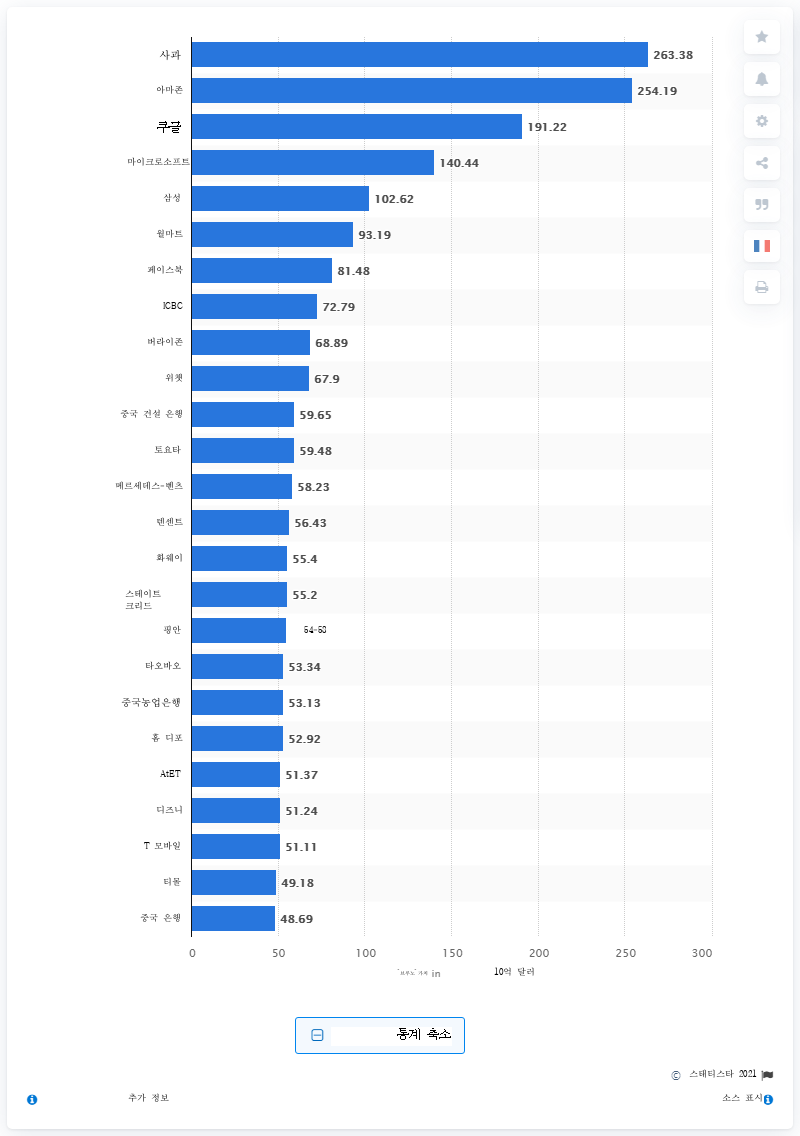 사과 263.38
아마존 254.19
쿠글 191.22
마이크로소프트 140.44
삼성 102.62
월마트 93.19
페이스북 81.48
ICBC 72.79
버라이존 68.89
위챗 67.9
중국 건설 은행 59.65
토요타 59.48
메르세데스-벤츠 58.23
텐센트 56.43
화웨이 55.4
스테이트 55.2
크리드
핑안 54-58
타오바오 53.34
중국농업은행 53.13
홈 디포 52.92
AtET 51.37
디즈니 51.24
T 모바일 51.11
티몰 49.18
중국 은행 48.69
0 50 100 150 200 250 300
in 10억 달러
통계 축소
© 스태티스타 2021
추가 정보 소스 표시